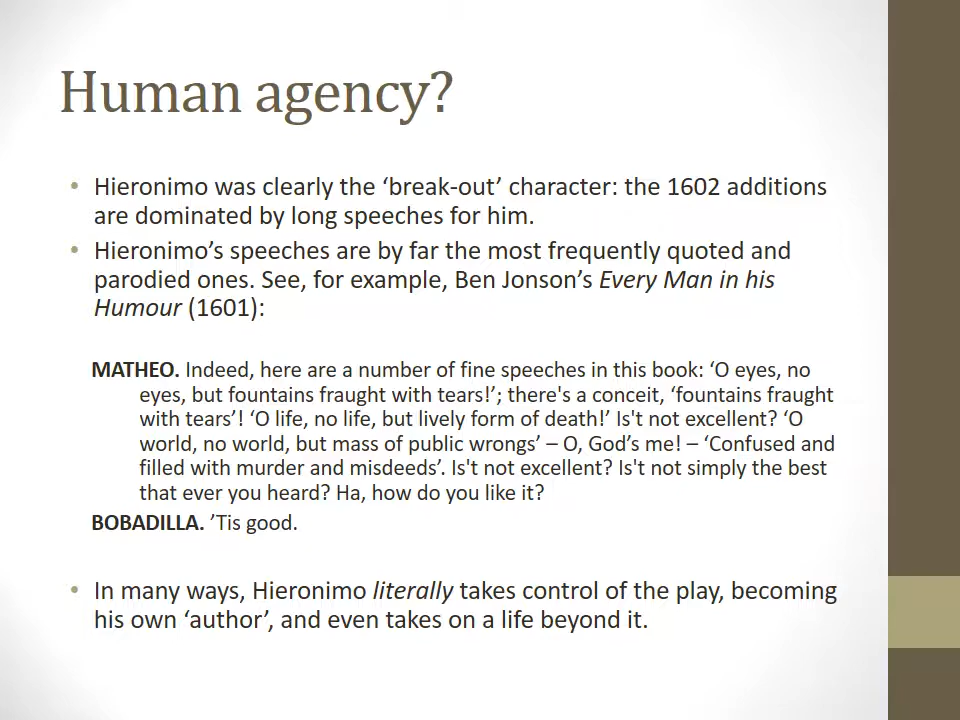 Human agency?
• Hieronimo was clearly the ‘break-out’ character: the 1602 additions
are dominated by long speeches for him.
• Hieronimo’s speeches are by far the most frequently quoted and
parodied ones. See, for example, Ben Jonson’s Every Man in his
Humour (1601):
MATHEO. Indeed, here are a number of fine speeches in this book: ‘O eyes, no
eyes, but fountains fraught with tears!’; there's a conceit, ‘fountains fraught
with tears’! ‘O life, no life, but lively form of death!’ Is't not excellent? ‘O
world, no world, but mass of public wrongs’ – O, God’s me! – ‘Confused and
filled with murder and misdeeds’. Is't not excellent? Is't not simply the best
that ever you heard? Ha, how do you like it?
BOBADILLA. ’Tis good.
• In many ways, Hieronimo literally takes control of the play, becoming
his own ‘author’, and even takes on a life beyond it.